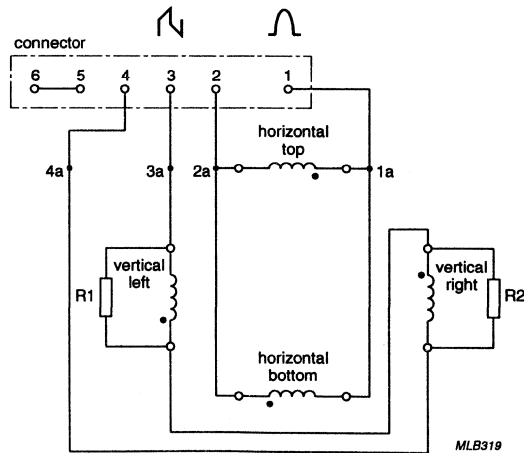 connector
6 5 4 3 2 1
horizontal
top
4a 3a 2a 1a
vertical
left
R1
vertical
right
R2
horizontal
bottom
MLB319